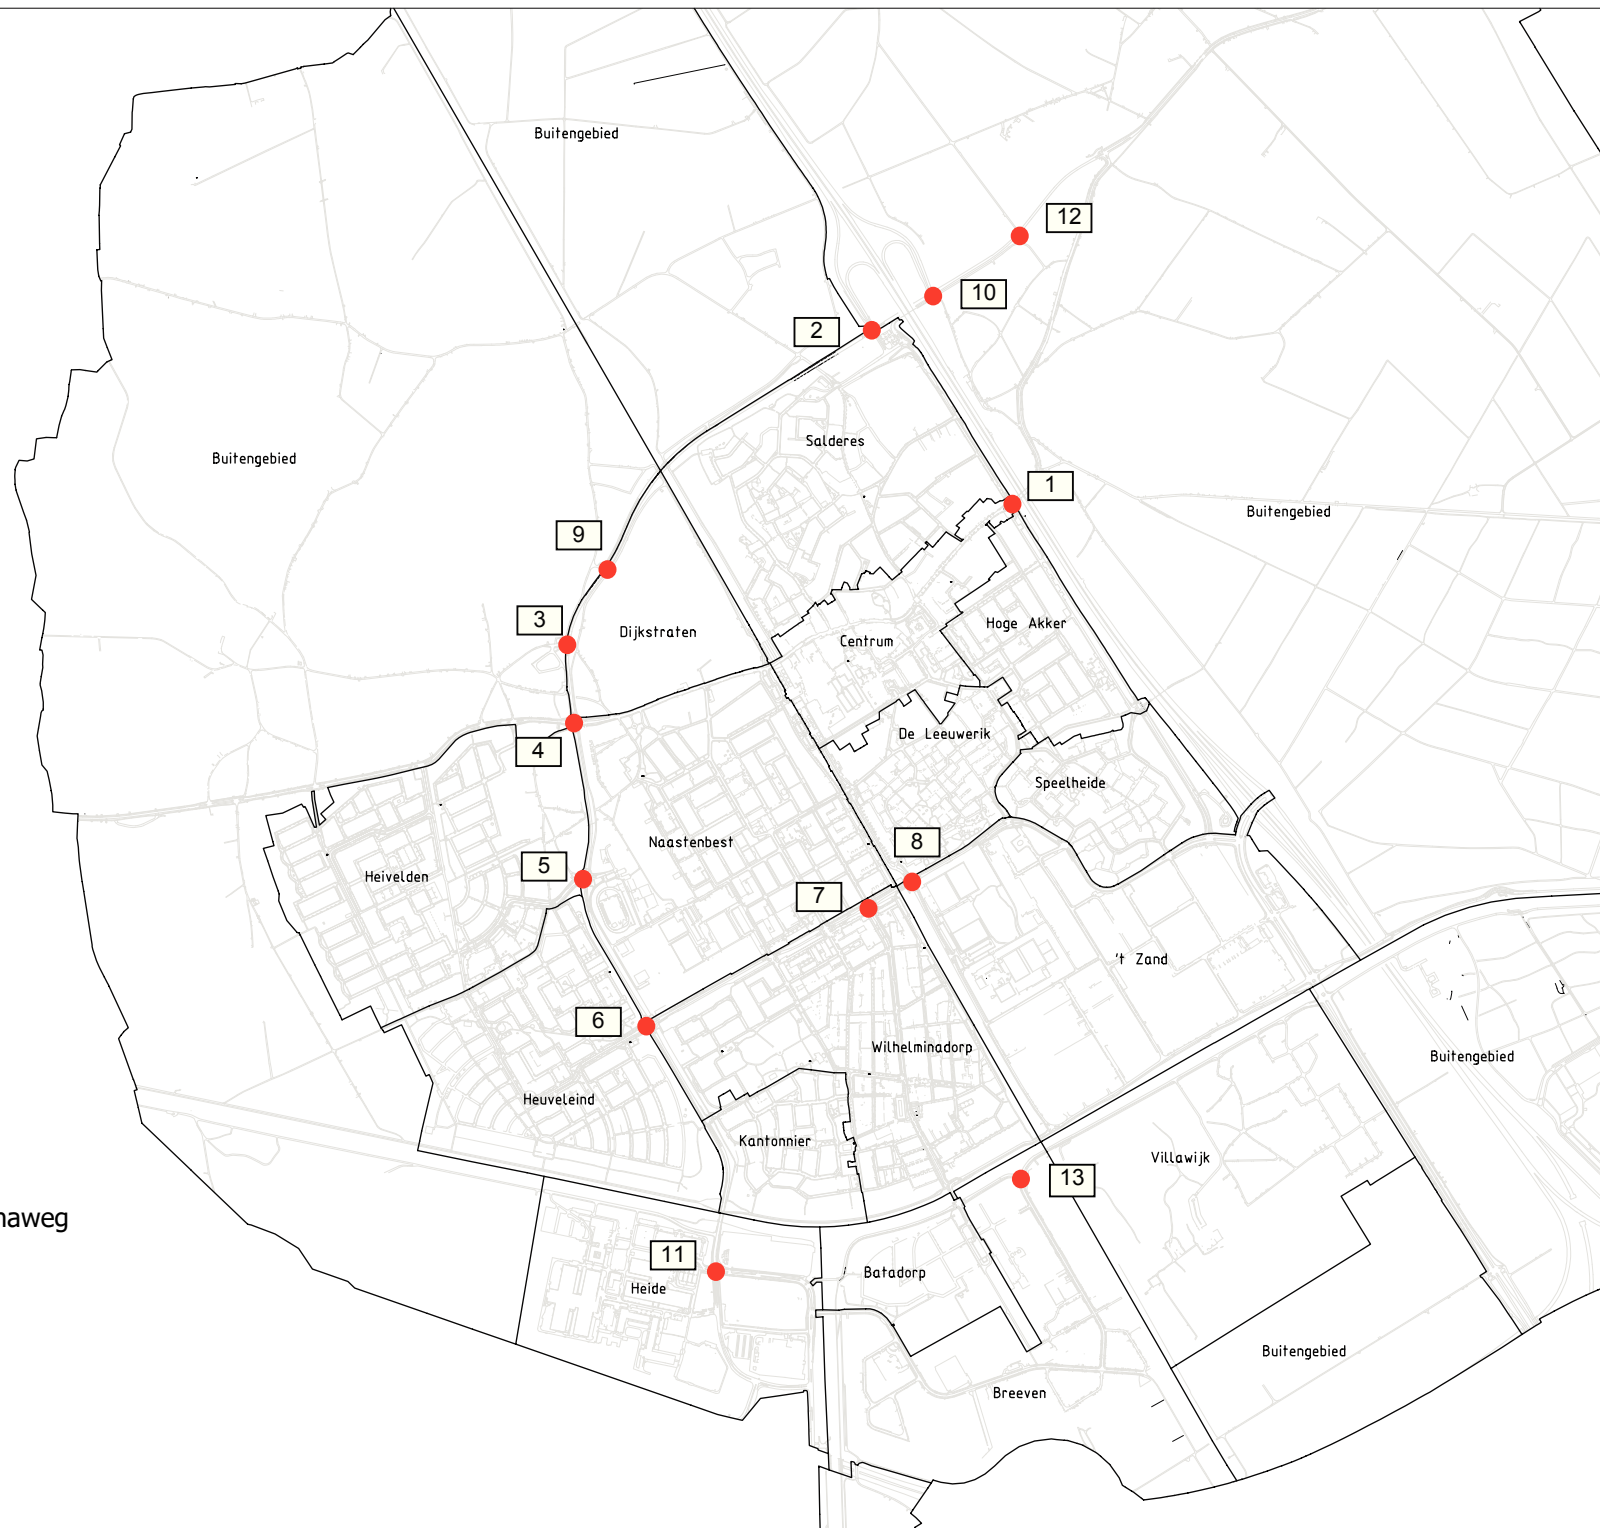 Buitengebied
12
10
2
Salderes
Buitengebied
1
Buitengebied
9
3
Dijkstraten
Hoge Akker
Centrum
De Leeuwerik
4
Speelheide
Naastenbest
8
5
Heivelden
7
't Zand
6
Wilhelminadorp
Buitengebied
Heuveleind
Kantonnier
Villawijk
13
naweg
11
Batadorp
Heide
Buitengebied
Breeven